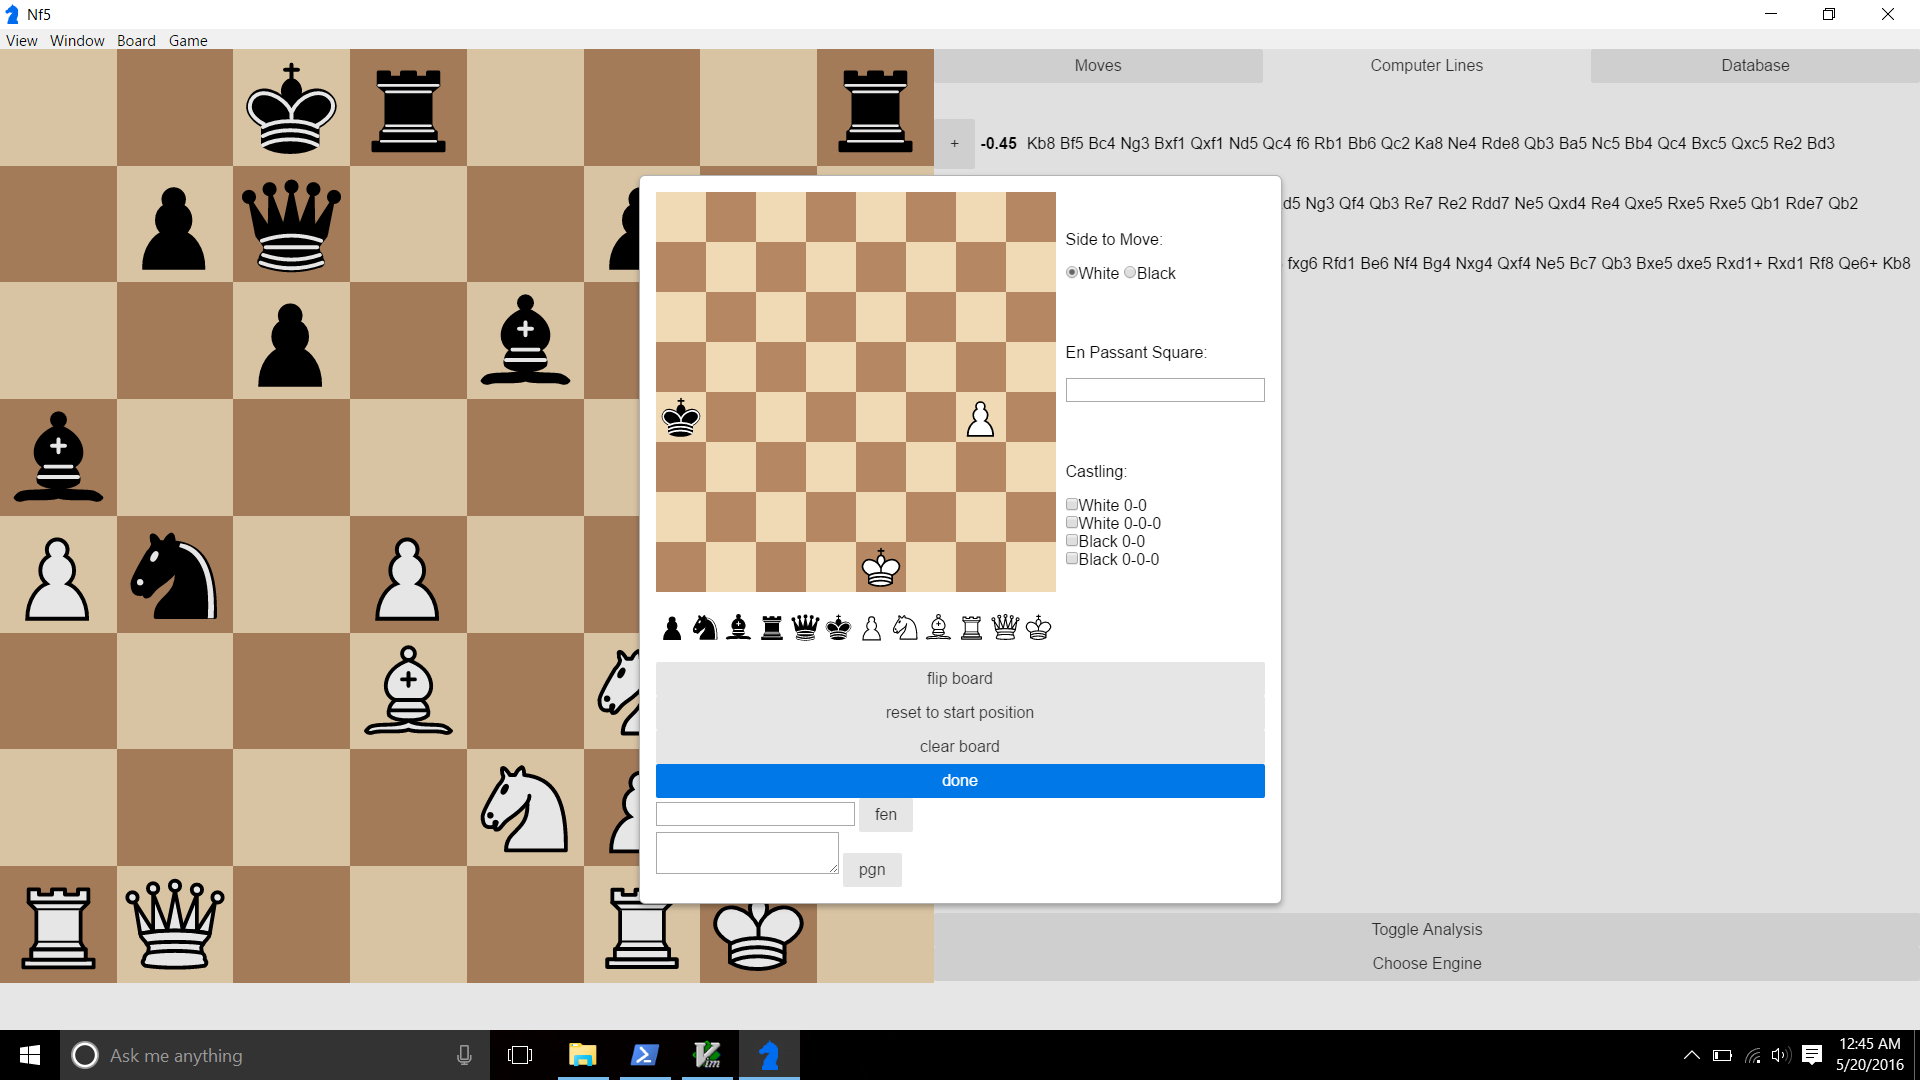 Nf5
View Window Board Game
Moves Computer Lines Database
+ -0.45 Kb8 Bf5 Bc4 Ng3 Bxf1 Qxf1 Nd5 Qc4 f6 Rb1 Bb6 Qc2 Ka8 Ne4 Rde8 Qb3 Ba5 Nc5 Bb4 Qc4 Bxc5 Qxc5 Re2 Bd3
d5 Ng3 Qf4 Qb3 Re7 Re2 Rdd7 Ne5 Qxd4 Re4 Qxe5 Rxe5 Rxe5 Qb1 Rde7 Qb2
fxg6 Rfd1 Be6 Nf4 Bg4 Nxg4 Qxf4 Ne5 Bc7 Qb3 Bxe5 dxe5 Rxd1+ Rxd1 Rf8 Qe6+ Kb8
Side to Move:
White Black
En Passant Square:
Castling:
White 0-0
White 0-0-0
Black 0-0
Black 0-0-0
flip board
reset to start position
clear board
done
fen
pgn
Toggle Analysis
Choose Engine
Ask me anything
Vim
12:45 AM
5/20/2016